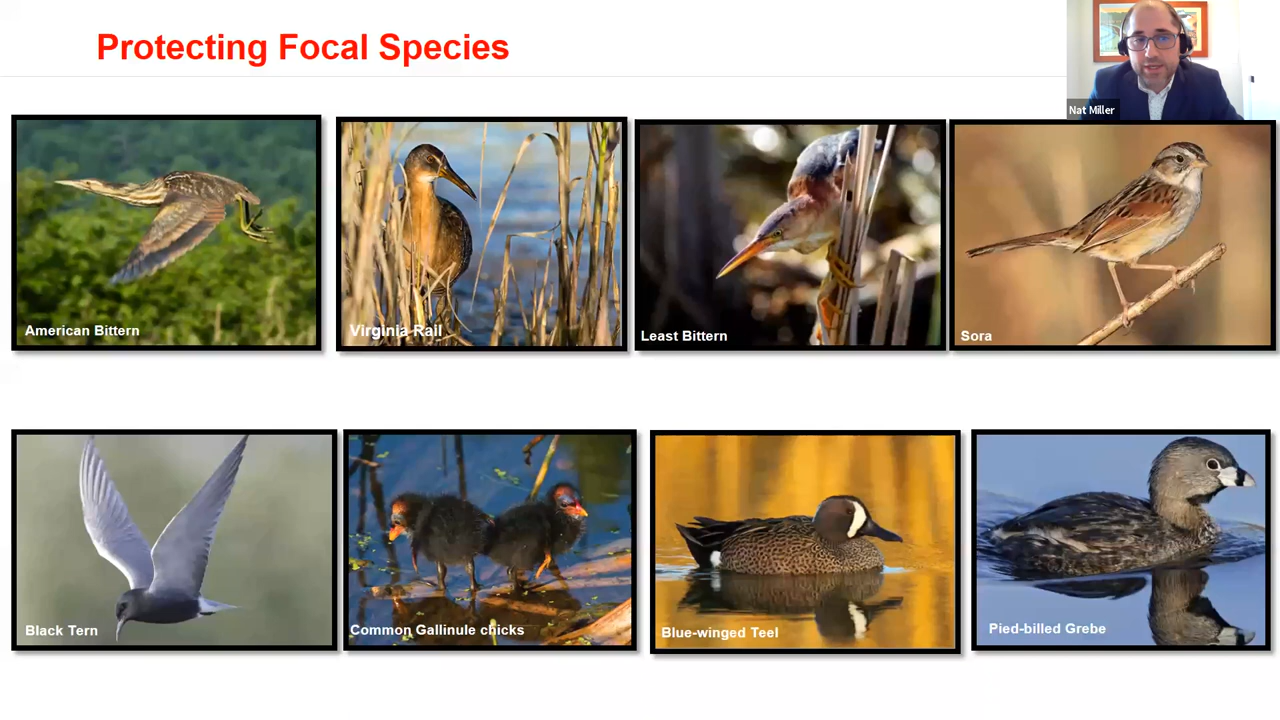 Protecting Focal Species
Nat Miller
American Bittern
Virginia Rail
Least Bittern
Sora
Black Tern
Common Gallinule chicks
Blue-winged Teel
Pied-billed Grebe